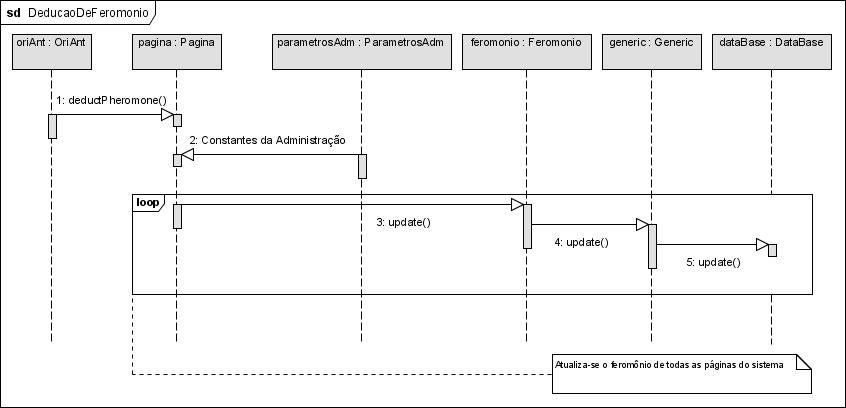 sd DeducaoDeFeromonio
oriAnt : OriAnt
pagina : Pagina
parametrosAdm : ParametrosAdm
feromonio : Feromonio
generic : Generic
dataBase : DataBase
1: deductPheromone()
2: Constantes da Administração
loop
3: update()
4: update()
5: update()
Atualiza-se o feromônio de todas as páginas do sistema